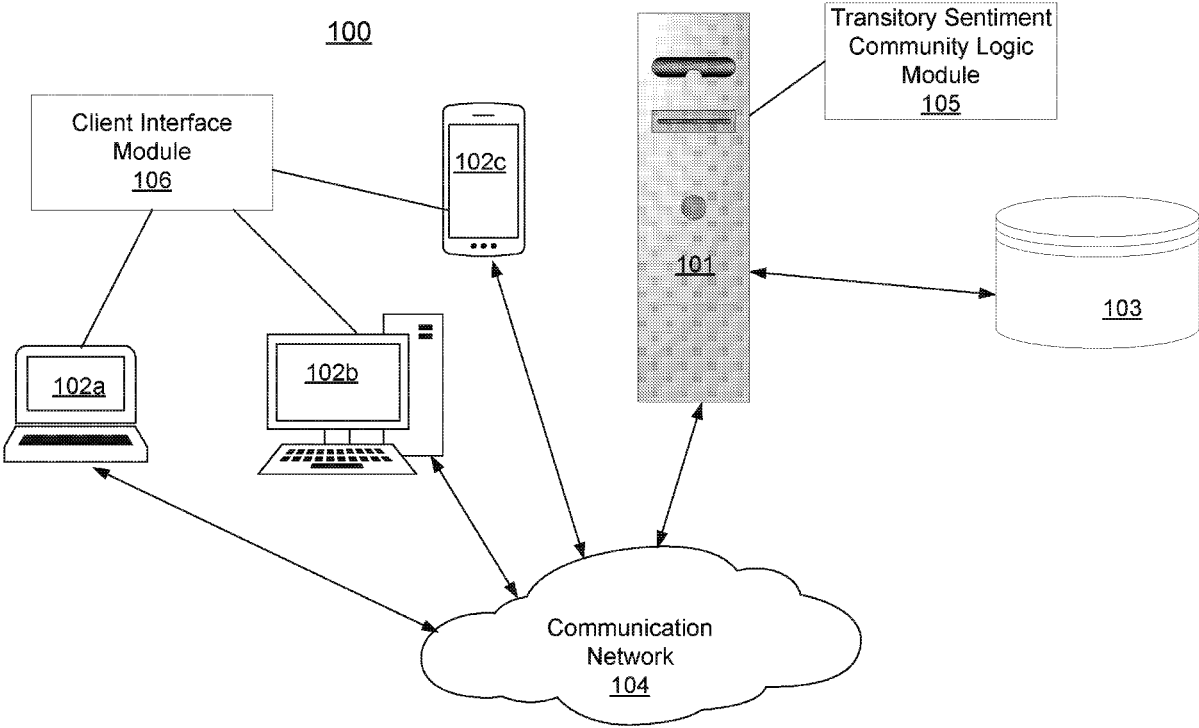 100
Transitory Sentiment
Community Logic
Module
105
Client Interface
Module
106
102c
101
103
102a
102b
Communication
Network
104